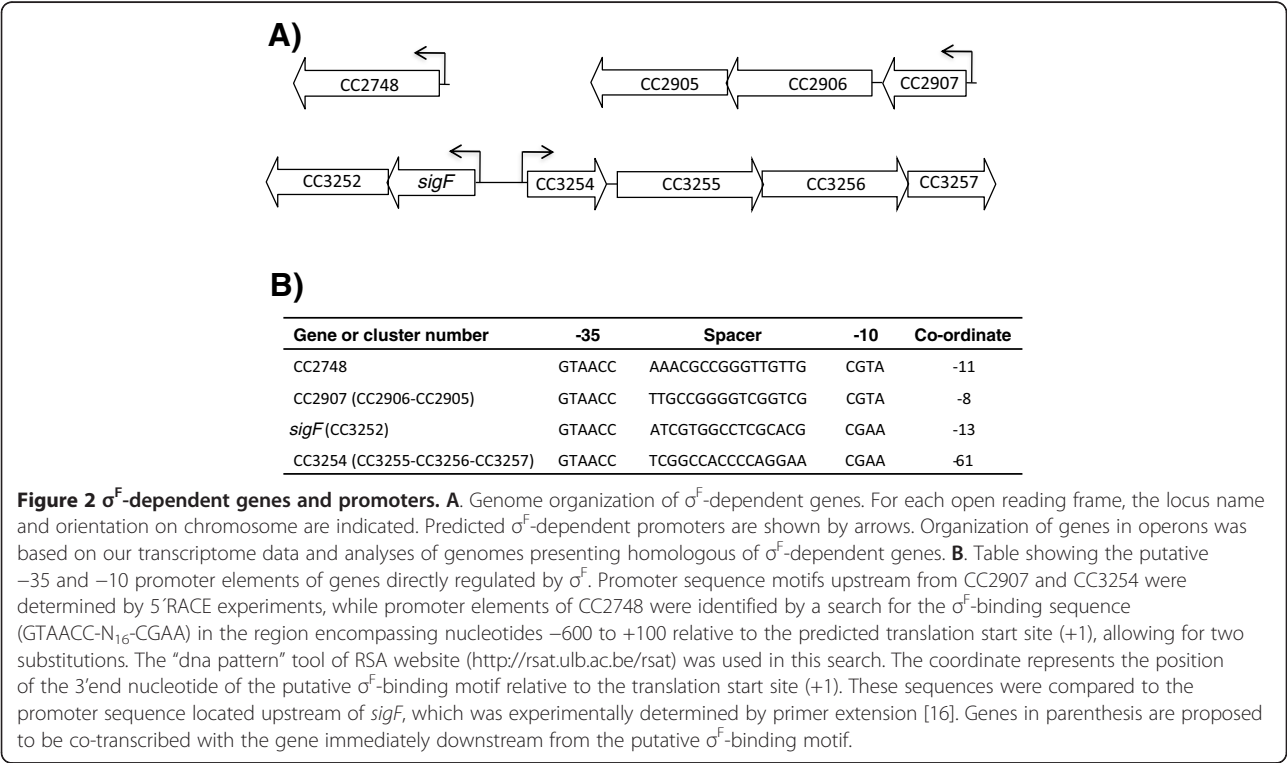 A)
CC2748 CC2905 CC2906 CC2907
CC3252 sigF CC3254 CC3255 CC3256 CC3257
B)
Gene or cluster number -35 Spacer -10 Co-ordinate
CC2748 GTAACC AAACGCCGGGTTGTTG CGTA -11
CC2907 (CC2906-CC2905) GTAACC TTGCCGGGGTCGGTCG CGTA -8
sigF (CC3252) GTAACC ATCGTGGCCTCGCACG CGAA -13
CC3254 (CC3255-CC3256-CC3257) GTAACC TCGGCCACCCCAGGAA CGAA -61
Figure 2 σF-dependent genes and promoters. A. Genome organization of σF-dependent genes. For each open reading frame, the locus name
and orientation on chromosome are indicated. Predicted σF-dependent promoters are shown by arrows. Organization of genes in operons was
based on our transcriptome data and analyses of genomes presenting homologous of σF-dependent genes. B. Table showing the putative
−35 and −10 promoter elements of genes directly regulated by σF. Promoter sequence motifs upstream from CC2907 and CC3254 were
determined by 5´RACE experiments, while promoter elements of CC2748 were identified by a search for the σF-binding sequence
(GTAACC-N16-CGAA) in the region encompassing nucleotides −600 to +100 relative to the predicted translation start site (+1), allowing for two
substitutions. The “dna pattern” tool of RSA website (http://rsat.ulb.ac.be/rsat) was used in this search. The coordinate represents the position
of the 3’end nucleotide of the putative σF-binding motif relative to the translation start site (+1). These sequences were compared to the
promoter sequence located upstream of sigF, which was experimentally determined by primer extension [16]. Genes in parenthesis are proposed
to be co-transcribed with the gene immediately downstream from the putative σF-binding motif.